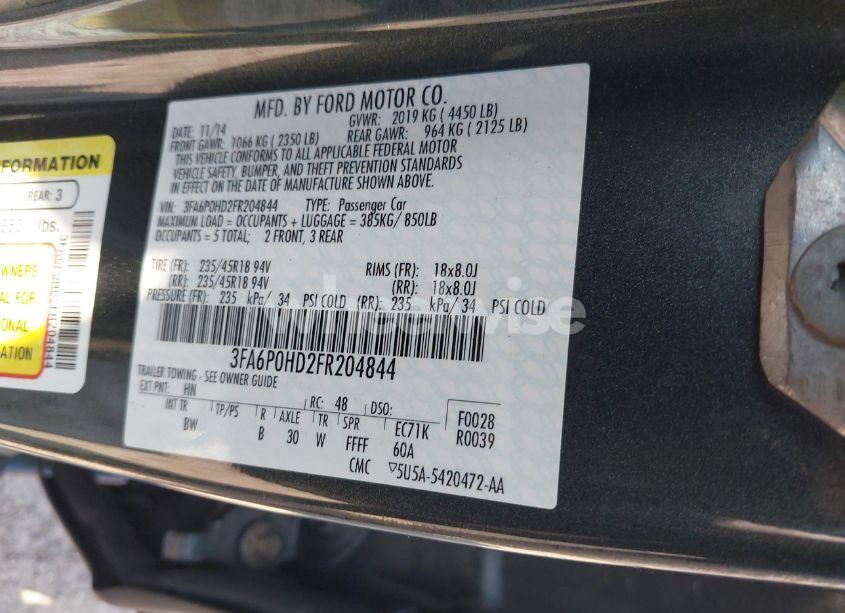 MFD. BY FORD MOTOR CO.
DATE: 11/14 GVWR: 2019 KG ( 4450 LB)
FRONT GAWR: 1066 KG ( 2350 LB) REAR GAWR: 964 KG ( 2125 LB)
THIS VEHICLE CONFORMS TO ALL APPLICABLE FEDERAL MOTOR
VEHICLE SAFETY, BUMPER, AND THEFT PREVENTION STANDARDS
IN EFFECT ON THE DATE OF MANUFACTURE SHOWN ABOVE.
VIN: 3FA6P0HD2FR204844 TYPE: Passenger Car
MAXIMUM LOAD = OCCUPANTS + LUGGAGE = 385KG/ 850LB
OCCUPANTS = 5 TOTAL; 2 FRONT, 3 REAR
TIRE (FR): 235/45R18 94V RIMS (FR): 18x8.0J
(RR): 235/45R18 94V (RR): 18x8.0J
PRESSURE (FR): 235 kPa/ 34 PSI COLD (RR): 235 kPa/ 34 PSI COLD
wheelwise
3FA6P0HD2FR204844
TRAILER TOWING - SEE OWNER GUIDE
EXT PNT: HN RC: 48 DSO:
INT TR TP/PS R AXLE TR SPR EC71K F0028
BW B 30 W FFFF 60A R0039
CMC ▽5U5A-5420472-AA
FORMATION
REAR: 3
lbs.
OWNERS
AL FOR
IONAL
ATION